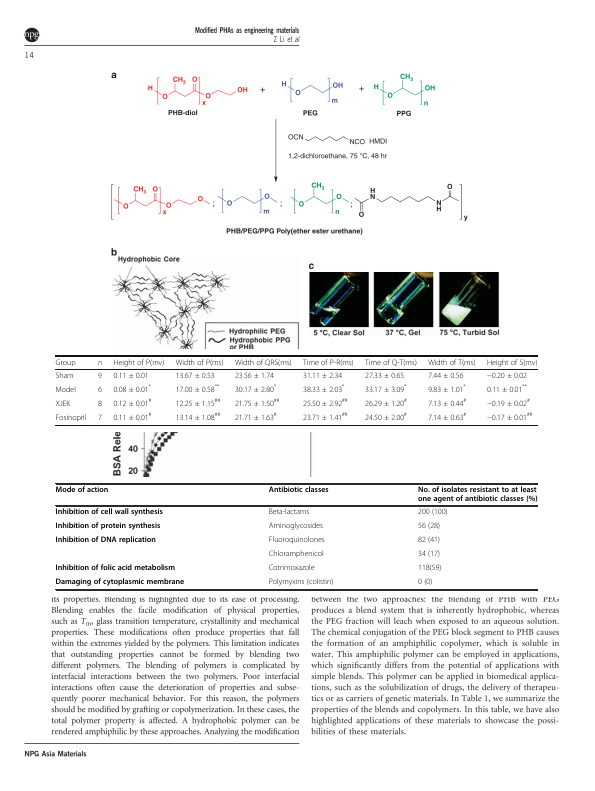 npg
Modified PHAs as engineering materials
Z Li et al
14
a
H O CH3 O O OH x + H O OH m + H O CH3 OH n
PHB-diol PEG PPG
OCN NCO HMDI
1,2-dichloroethane, 75 °C, 48 hr
O CH3 O O O x ; O O m ; O CH3 O n ; O H N N H O y
PHB/PEG/PPG Poly(ether ester urethane)
b
Hydrophobic Core
Hydrophilic PEG
Hydrophobic PPG
or PHB
c
5 °C, Clear Sol 37 °C, Gel 75 °C, Turbid Sol
Group n Height of P(mv) Width of P(ms) Width of QRS(ms) Time of P-R(ms) Time of Q-T(ms) Width of T(ms) Height of S(mv)
Sham 9 0.11 ± 0.01 13.67 ± 0.53 23.56 ± 1.74 31.11 ± 2.34 27.33 ± 0.65 7.44 ± 0.56 −0.20 ± 0.02
Model 6 0.08 ± 0.01* 17.00 ± 0.58** 30.17 ± 2.80* 38.33 ± 2.03* 33.17 ± 3.09* 9.83 ± 1.01* 0.11 ± 0.01**
XJEK 8 0.12 ± 0.01# 12.25 ± 1.15## 21.75 ± 1.50## 25.50 ± 2.92## 26.29 ± 1.20# 7.13 ± 0.44# −0.19 ± 0.02#
Fosinopril 7 0.11 ± 0.01# 13.14 ± 1.08## 21.71 ± 1.63# 23.71 ± 1.41## 24.50 ± 2.00# 7.14 ± 0.63# −0.17 ± 0.01##
BSA Rele
40
20
Mode of action Antibiotic classes No. of isolates resistant to at least
one agent of antibiotic classes (%)
Inhibition of cell wall synthesis Beta-lactams 200 (100)
Inhibition of protein synthesis Aminoglycosides 56 (28)
Inhibition of DNA replication Fluoroquinolones 82 (41)
Chloramphenicol 34 (17)
Inhibition of folic acid metabolism Cotrimoxazole 118(59)
Damaging of cytoplasmic membrane Polymyxins (colistin) 0 (0)
its properties. Blending is highlighted due to its ease of processing.
Blending enables the facile modification of physical properties,
such as Tm, glass transition temperature, crystallinity and mechanical
properties. These modifications often produce properties that fall
within the extremes yielded by the polymers. This limitation indicates
that outstanding properties cannot be formed by blending two
different polymers. The blending of polymers is complicated by
interfacial interactions between the two polymers. Poor interfacial
interactions often cause the deterioration of properties and subse-
quently poorer mechanical behavior. For this reason, the polymers
should be modified by grafting or copolymerization. In these cases, the
total polymer property is affected. A hydrophobic polymer can be
rendered amphiphilic by these approaches. Analyzing the modification
between the two approaches: the blending of PHB with PEG
produces a blend system that is inherently hydrophobic, whereas
the PEG fraction will leach when exposed to an aqueous solution.
The chemical conjugation of the PEG block segment to PHB causes
the formation of an amphiphilic copolymer, which is soluble in
water. This amphiphilic polymer can be employed in applications,
which significantly differs from the potential of applications with
simple blends. This polymer can be applied in biomedical applica-
tions, such as the solubilization of drugs, the delivery of therapeu-
tics or as carriers of genetic materials. In Table 1, we summarize the
properties of the blends and copolymers. In this table, we have also
highlighted applications of these materials to showcase the possi-
bilities of these materials.
NPG Asia Materials